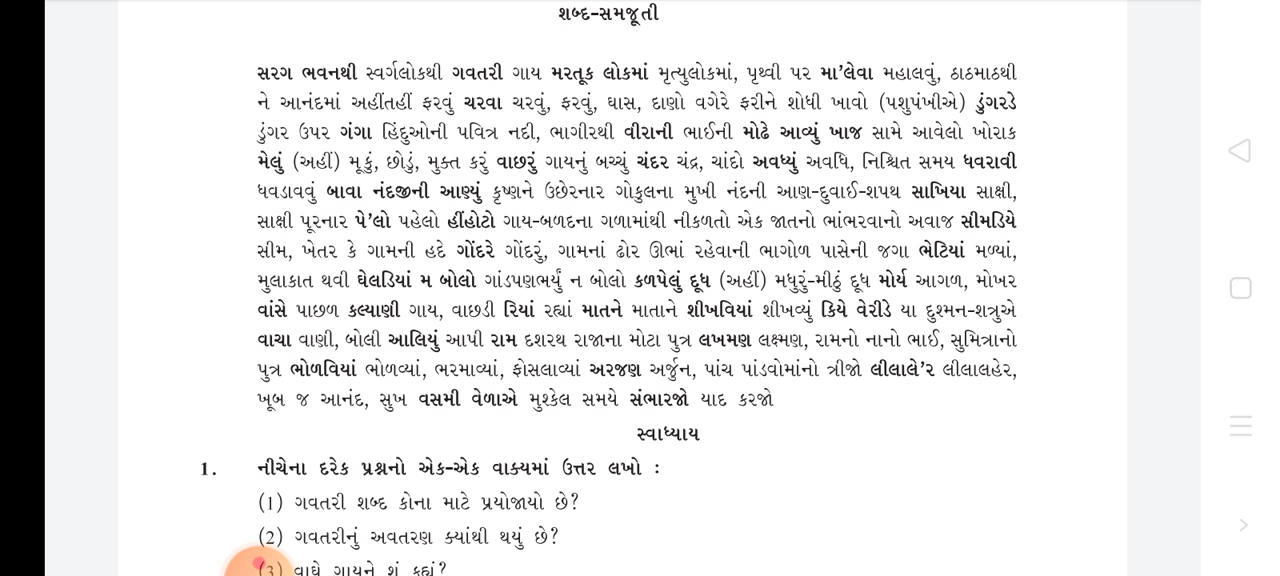 શબ્દ-સમજૂતી
સરગ ભવનથી સ્વર્ગલોકથી ગવતરી ગાય મરતૂક લોકમાં મૃત્યુલોકમાં, પૃથ્વી પર મા'લેવા મહાલવું, ઠાઠમાઠથી
ને આનંદમાં અહીંતહીં ફરવું ચરવા ચરવું, ફરવું, ઘાસ, દાણો વગેરે ફરીને શોધી ખાવો (પશુપંખીએ) ડુંગરડે
ડુંગર ઉપર ગંગા હિંદુઓની પવિત્ર નદી, ભાગીરથી વીરાની ભાઈની મોઢે આવ્યું ખાજ સામે આવેલો ખોરાક
મેલું (અહીં) મૂકું, છોડું, મુક્ત કરું વાછરું ગાયનું બચ્ચું ચંદર ચંદ્ર, ચાંદો અવધ્યું અવધિ, નિશ્ચિત સમય ધવરાવી
ધવડાવવું બાવા નંદજીની આણ્યું કૃષ્ણને ઉછેરનાર ગોકુલના મુખી નંદની આણ-દુવાઈ-શપથ સાખિયા સાક્ષી,
સાક્ષી પૂરનાર પે'લો પહેલો હીંહોટો ગાય-બળદના ગળામાંથી નીકળતો એક જાતનો ભાંભરવાનો અવાજ સીમડિયે
સીમ, ખેતર કે ગામની હદે ગોંદરે ગોંદરું, ગામનાં ઢોર ઊભાં રહેવાની ભાગોળ પાસેની જગા ભેટિયાં મળ્યાં,
મુલાકાત થવી ઘેલડિયાં મ બોલો ગાંડપણભર્યું ન બોલો કળપેલું દૂધ (અહીં) મધુરું-મીઠું દૂધ મોર્ય આગળ, મોખર
વાંસે પાછળ કલ્યાણી ગાય, વાછડી રિયાં રહ્યાં માતને માતાને શીખવિયાં શીખવ્યું કિયે વેરીડે યા દુશ્મન-શત્રુએ
વાચા વાણી, બોલી આલિયું આપી રામ દશરથ રાજાના મોટા પુત્ર લખમણ લક્ષ્મણ, રામનો નાનો ભાઈ, સુમિત્રાનો
પુત્ર ભોળવિયાં ભોળવ્યાં, ભરમાવ્યાં, ફોસલાવ્યાં અરજણ અર્જુન, પાંચ પાંડવોમાંનો ત્રીજો લીલાલે'ર લીલાલહેર,
ખૂબ જ આનંદ, સુખ વસમી વેળાએ મુશ્કેલ સમયે સંભારજો યાદ કરજો
સ્વાધ્યાય
1. નીચેના દરેક પ્રશ્નનો એક-એક વાક્યમાં ઉત્તર લખો :
(1) ગવતરી શબ્દ કોના માટે પ્રયોજાયો છે?
(2) ગવતરીનું અવતરણ ક્યાંથી થયું છે?
(3) વાઘે ગાયને શું કહ્યું?